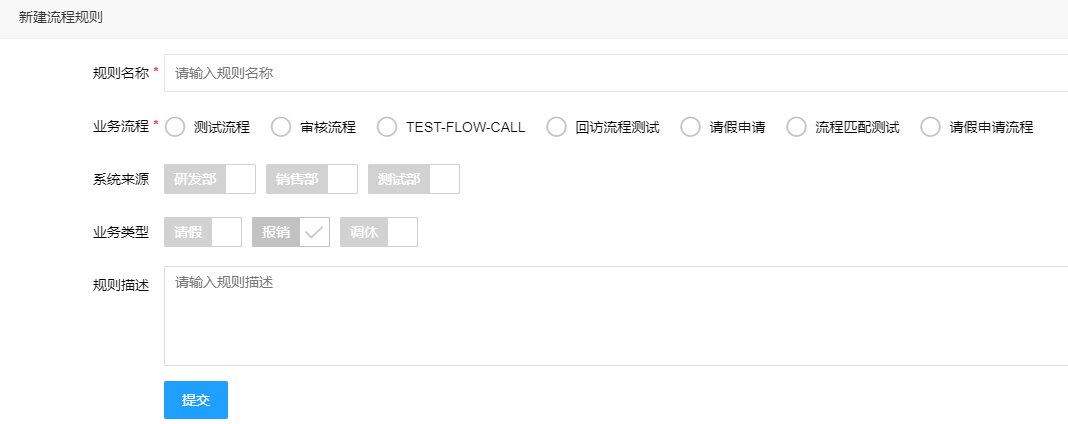 新建流程规则
规则名称 * 请输入规则名称
业务流程 * 测试流程 审核流程 TEST-FLOW-CALL 回访流程测试 请假申请 流程匹配测试 请假申请流程
系统来源 研发部 销售部 测试部
业务类型 请假 报销 调休
规则描述 请输入规则描述
提交